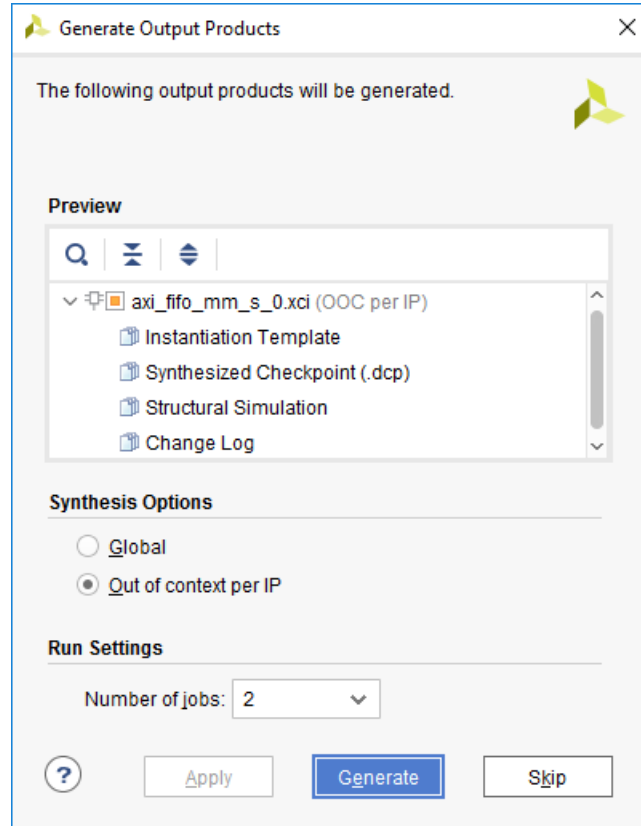 Generate Output Products
The following output products will be generated.
Preview
axi_fifo_mm_s_0.xci (OOC per IP)
Instantiation Template
Synthesized Checkpoint (.dcp)
Structural Simulation
Change Log
Synthesis Options
Global
Out of context per IP
Run Settings
Number of jobs: 2
? Apply Generate Skip